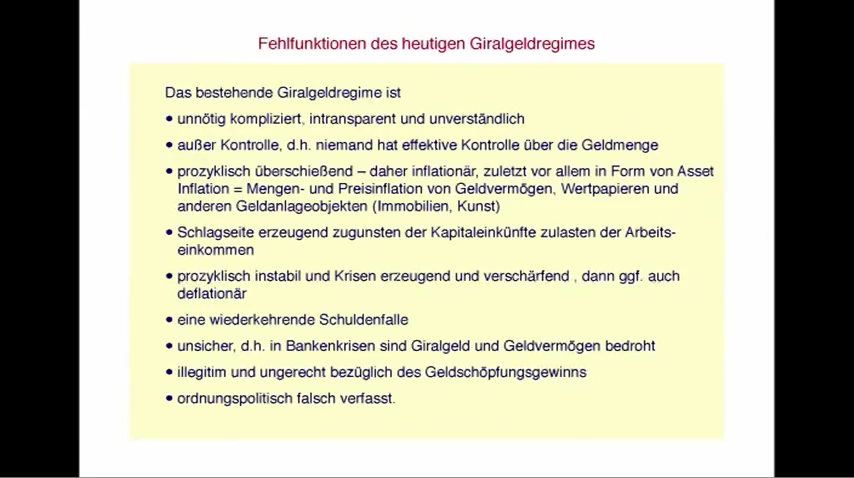 Fehlfunktionen des heutigen Giralgeldregimes
Das bestehende Giralgeldregime ist
• unnötig kompliziert, intransparent und unverständlich
• außer Kontrolle, d.h. niemand hat effektive Kontrolle über die Geldmenge
• prozyklisch überschießend – daher inflationär, zuletzt vor allem in Form von Asset
Inflation = Mengen- und Preisinflation von Geldvermögen, Wertpapieren und
anderen Geldanlageobjekten (Immobilien, Kunst)
• Schlagseite erzeugend zugunsten der Kapitaleinkünfte zulasten der Arbeits-
einkommen
• prozyklisch instabil und Krisen erzeugend und verschärfend , dann ggf. auch
deflationär
• eine wiederkehrende Schuldenfalle
• unsicher, d.h. in Bankenkrisen sind Giralgeld und Geldvermögen bedroht
• illegitim und ungerecht bezüglich des Geldschöpfungsgewinns
• ordnungspolitisch falsch verfasst.